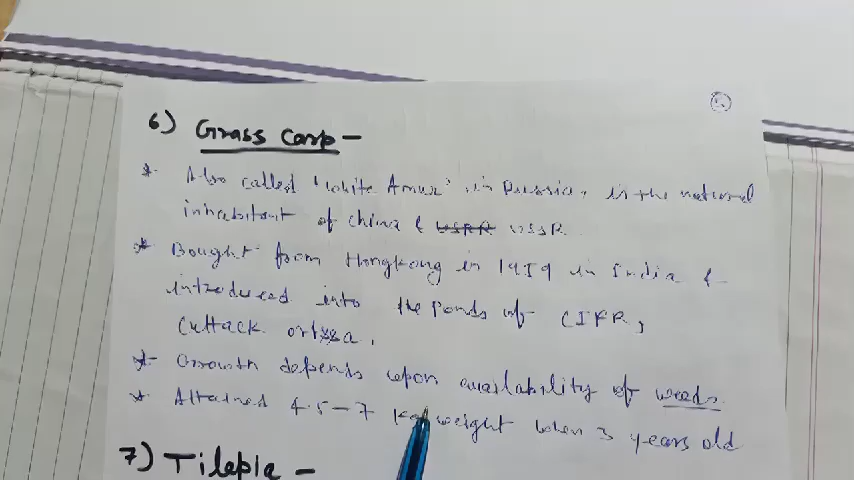 6) Grass Carp -
* Also called 'white Amur' in Russia, is the natural
inhabitant of China & USSR
* Bought from Hongkong in 1959 in India &
introduced into the Ponds of CIFR,
Cuttack
* Growth depends upon availability of weeds.
* Attained 4.5-7 Kg weight when 3 years old
7) Tilapia -